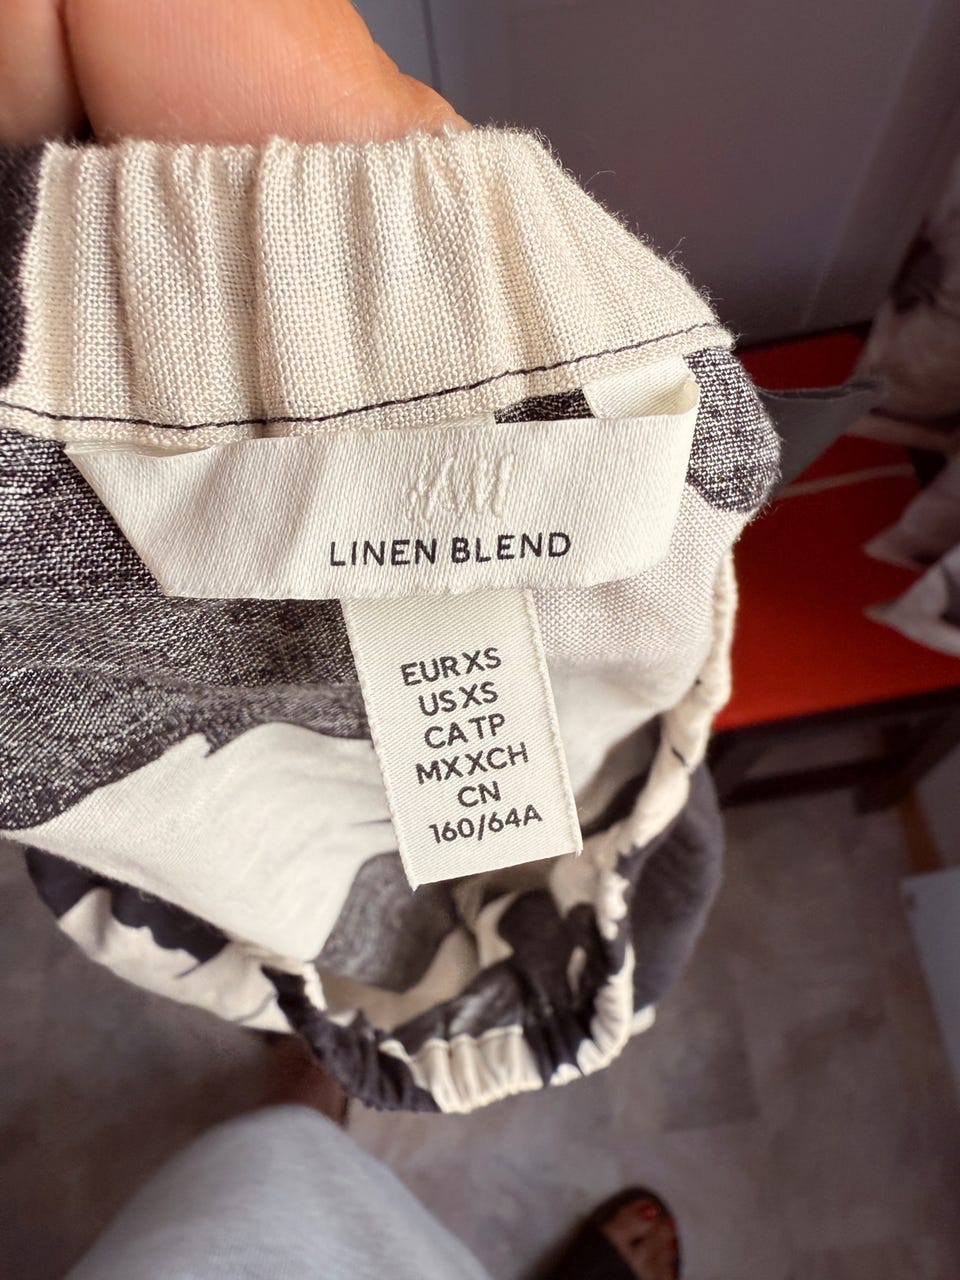 H&M
LINEN BLEND
EUR XS
US XS
CA TP
MX XCH
CN
160/64A